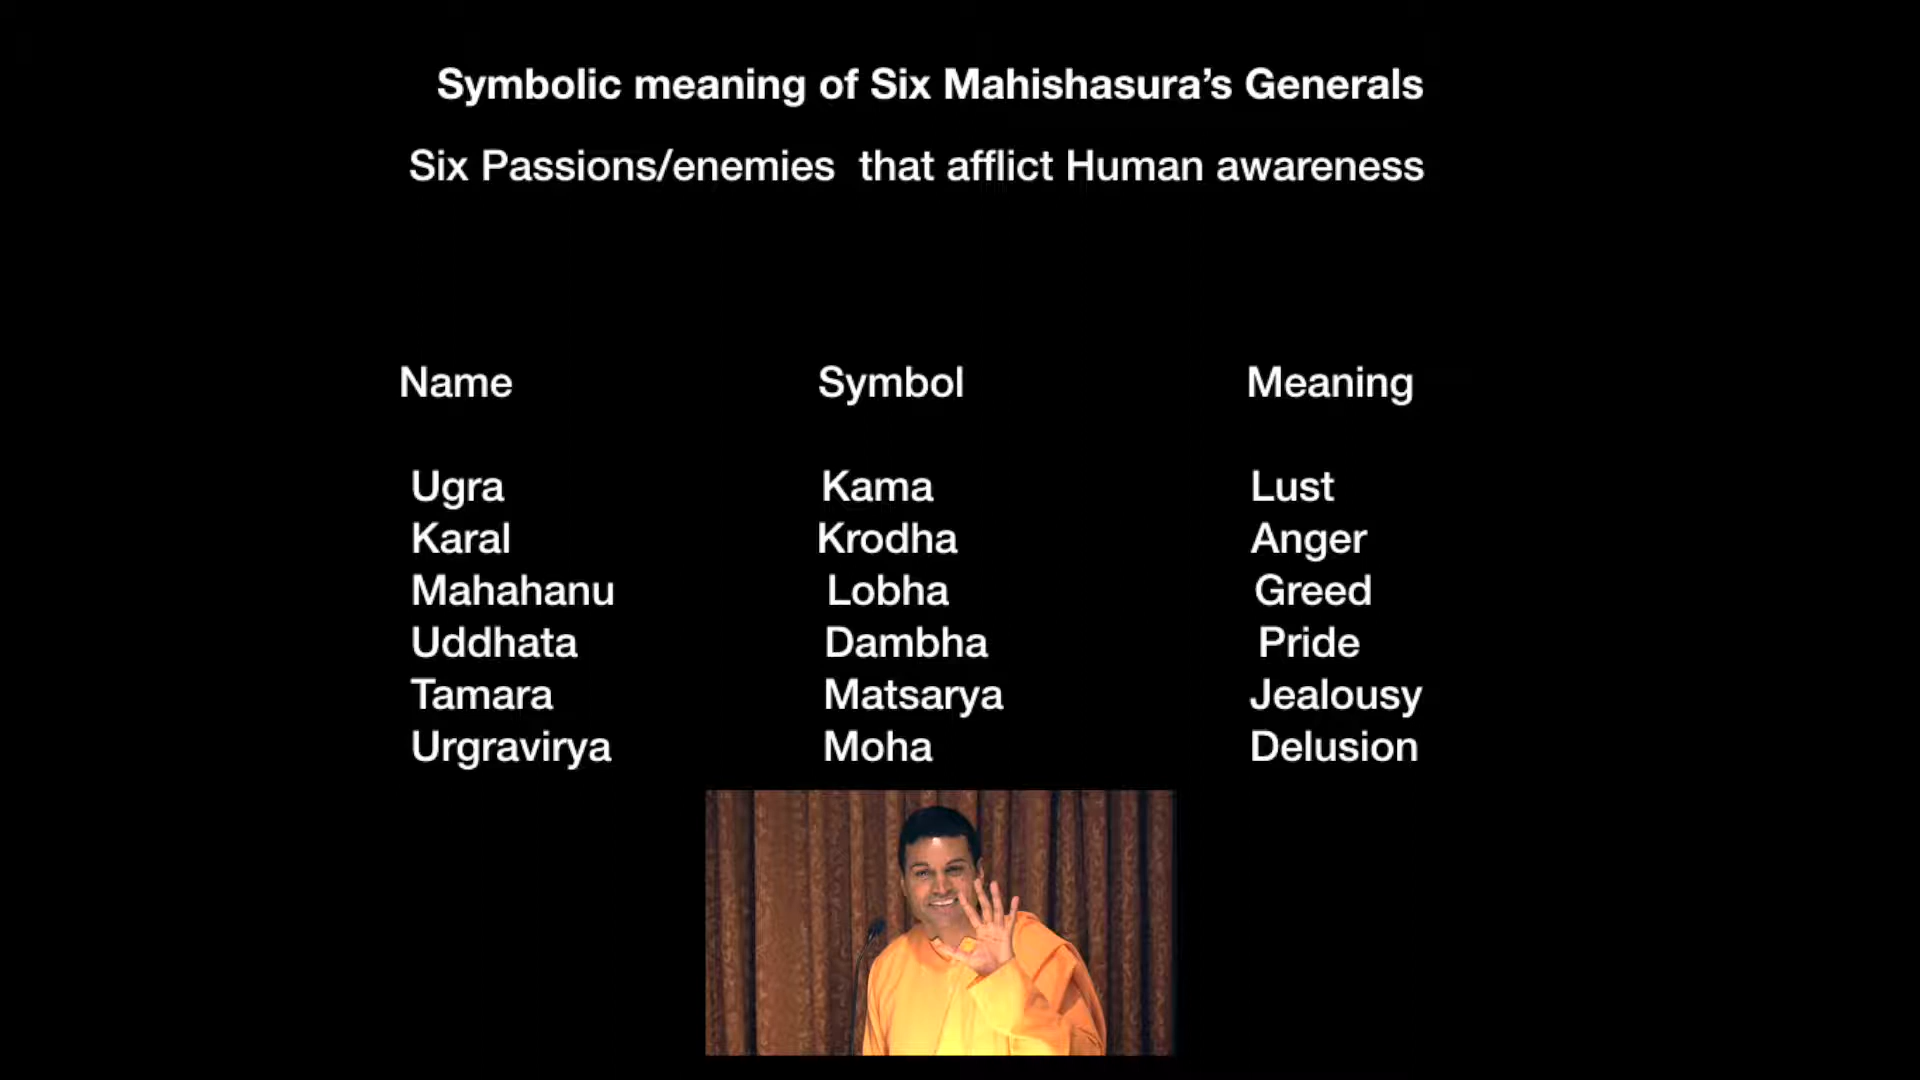 Symbolic meaning of Six Mahishasura’s Generals
Six Passions/enemies that afflict Human awareness
Name Symbol Meaning
Ugra Kama Lust
Karal Krodha Anger
Mahahanu Lobha Greed
Uddhata Dambha Pride
Tamara Matsarya Jealousy
Urgravirya Moha Delusion